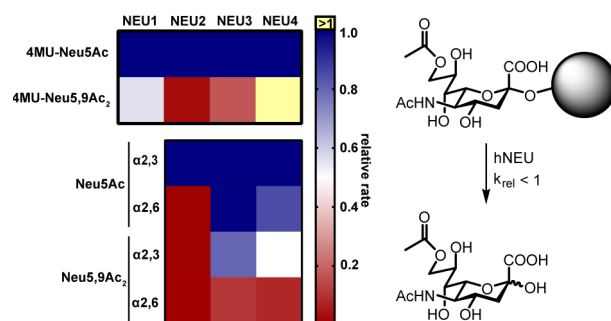 NEU1 NEU2 NEU3 NEU4
>1
4MU-Neu5Ac
4MU-Neu5,9Ac₂
1.0
0.8
0.6
0.4
0.2
relative rate
Neu5Ac
α2,3
α2,6
Neu5,9Ac₂
α2,3
α2,6
O
O OH
COOH
AcHN
O
O
HO
OH
hNEU
k_rel < 1
O
O OH
COOH
AcHN
O
OH
HO
OH